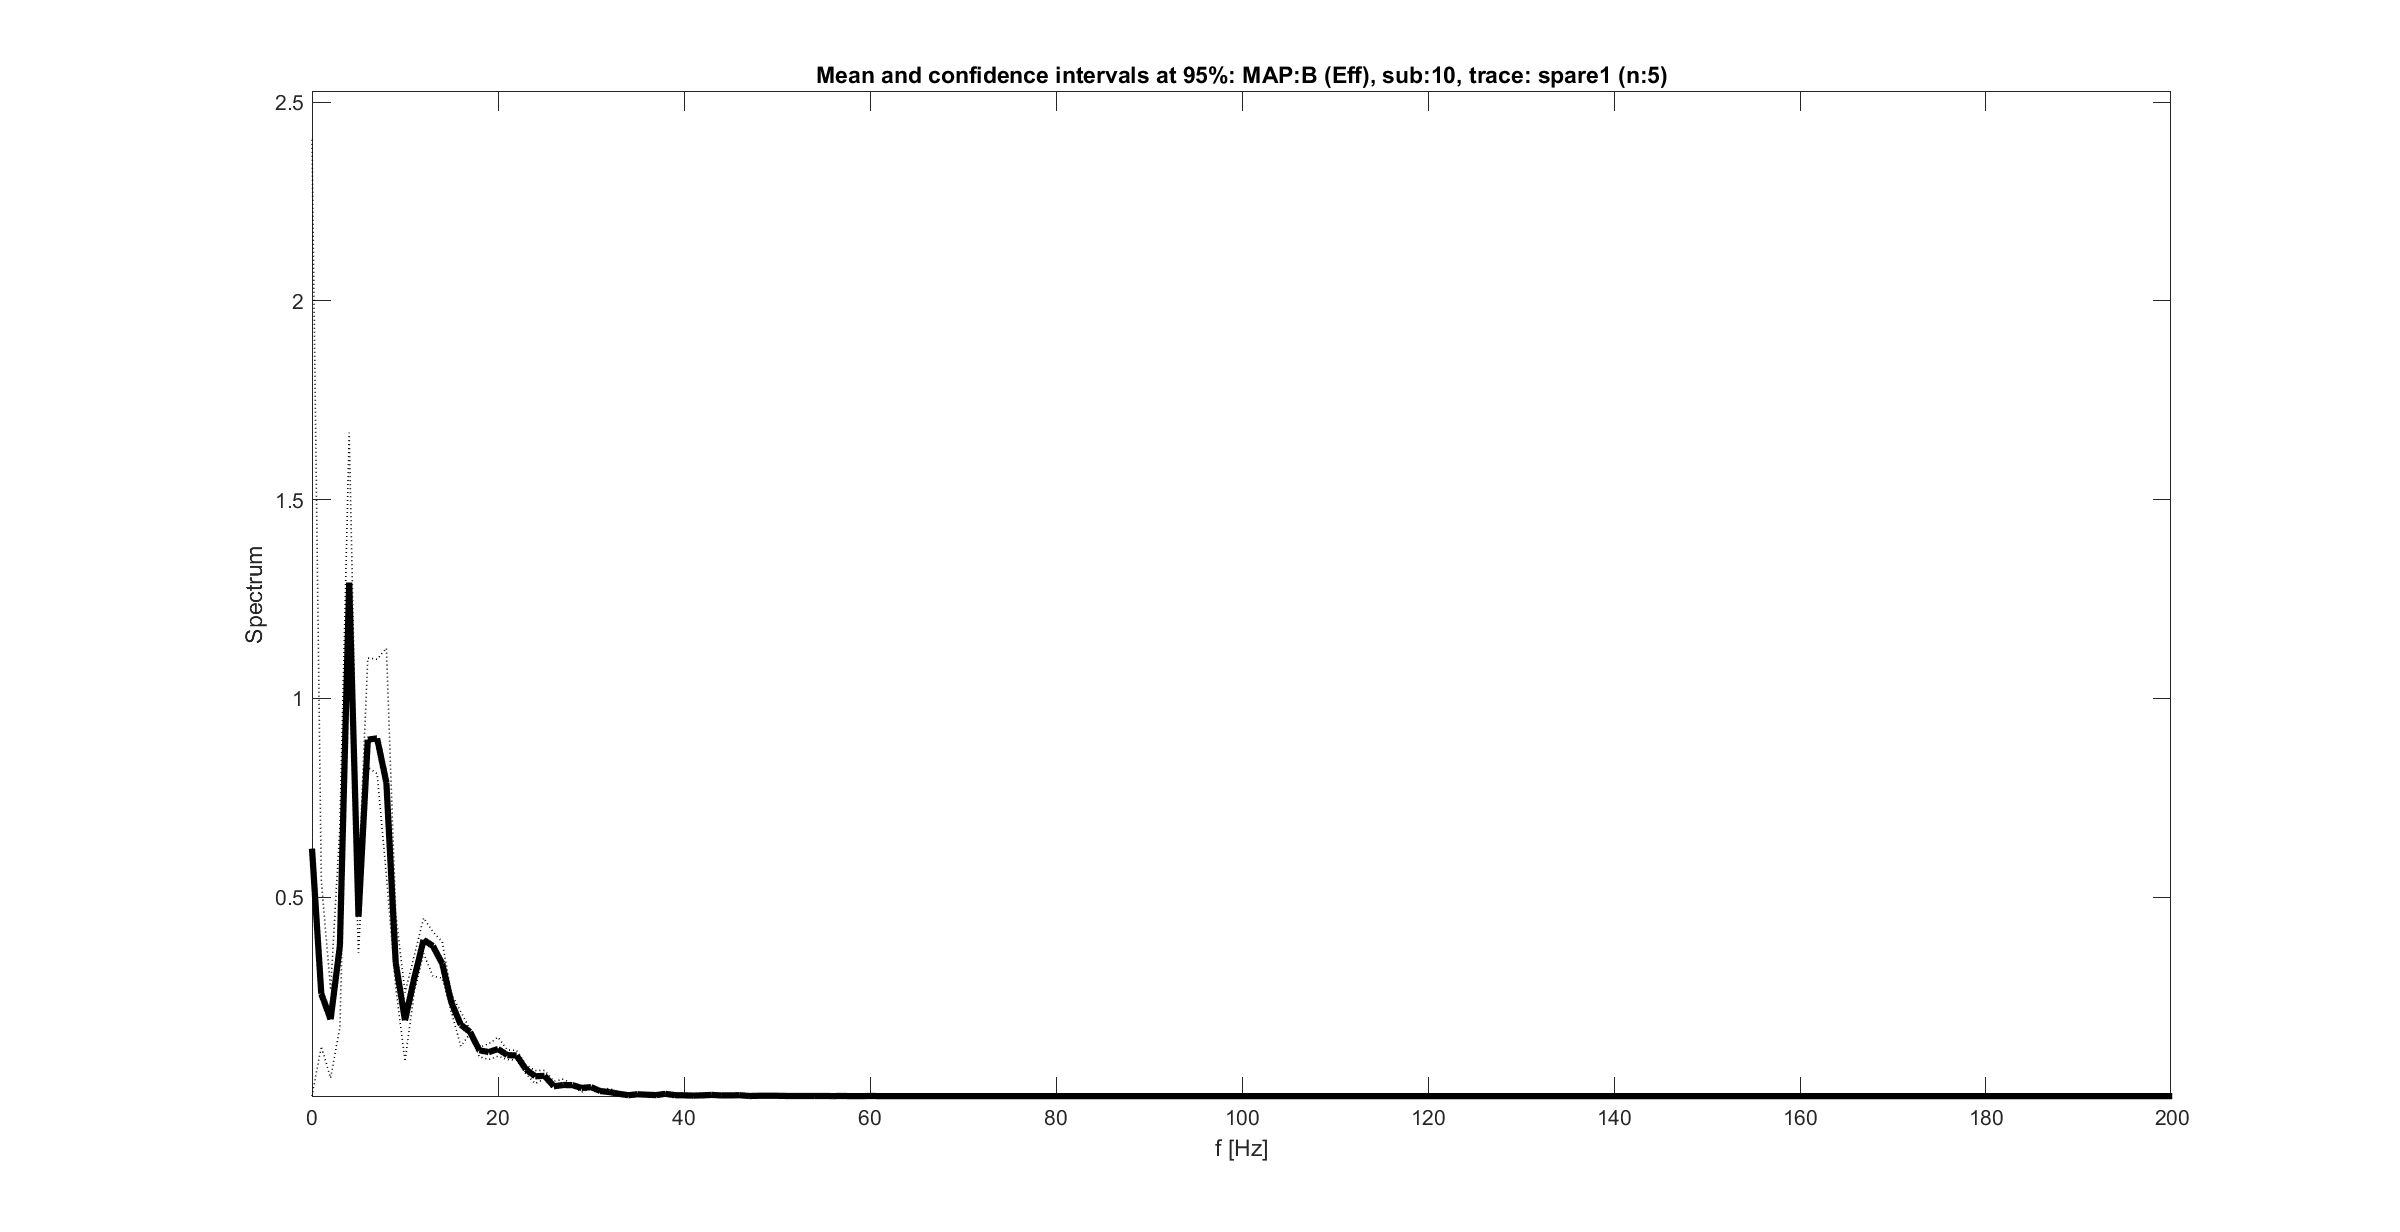 Mean and confidence intervals at 95%: MAP:B (Eff), sub:10, trace: spare1 (n:5)
2.5
2
1.5
1
0.5
Spectrum
0 20 40 60 80 100 120 140 160 180 200
f [Hz]